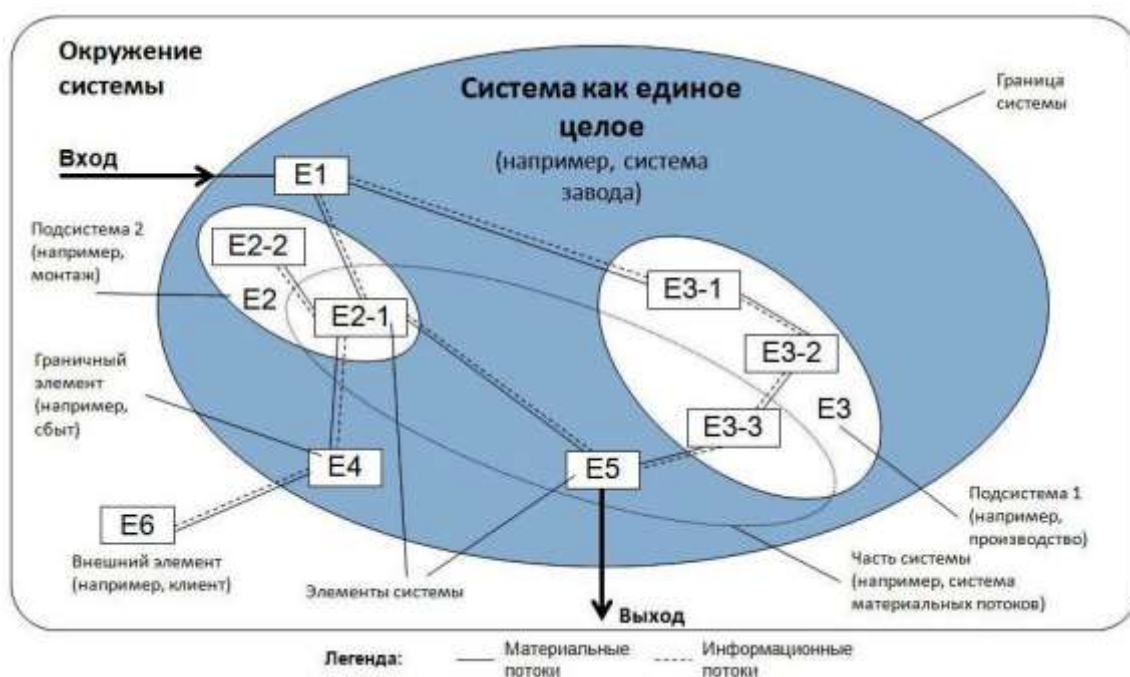 Окружение
системы
Система как единое
целое
(например, система
завода)
Граница
системы
Вход
E1
Подсистема 2
(например,
монтаж)
E2-2
E2
E2-1
E3-1
E3-2
E3
E3-3
Граничный
элемент
(например,
сбыт)
E4
E5
E6
Внешний элемент
(например, клиент)
Элементы системы
Подсистема 1
(например,
производство)
Часть системы
(например, система
материальных потоков)
Выход
Легенда:
Материальные
потоки
Информационные
потоки